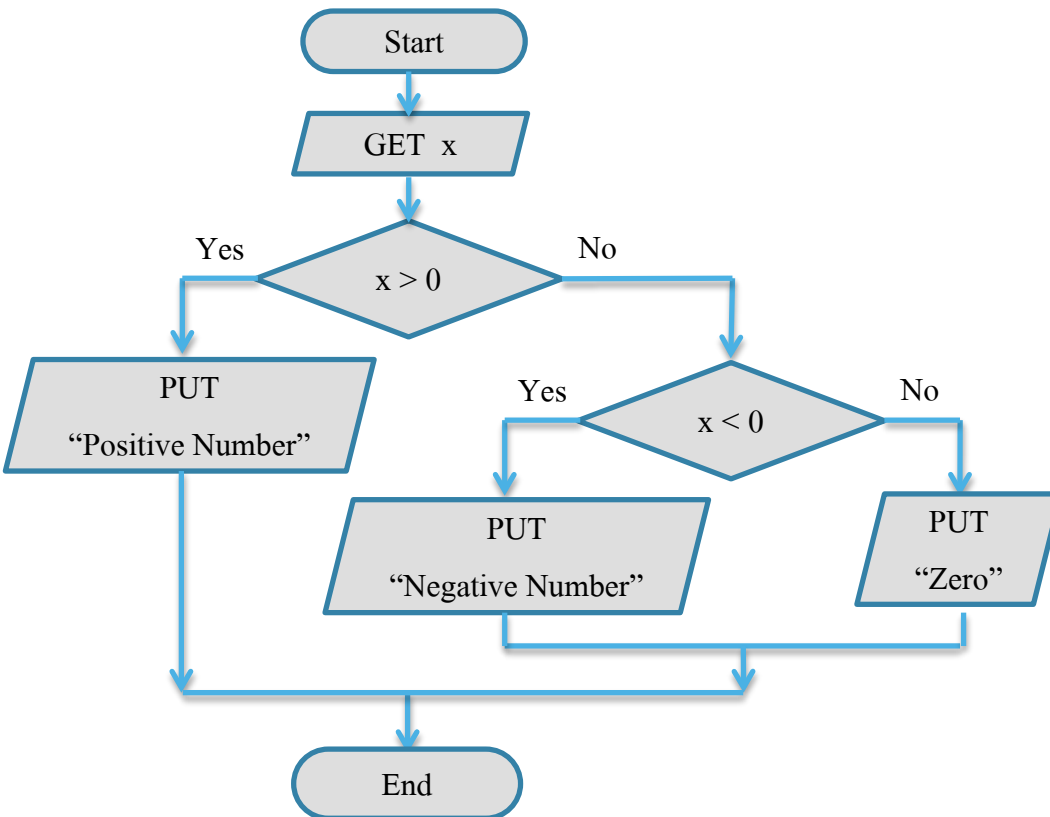 Start
GET x
Yes
No
x > 0
PUT
“Positive Number”
Yes
No
x < 0
PUT
“Negative Number”
PUT
“Zero”
End